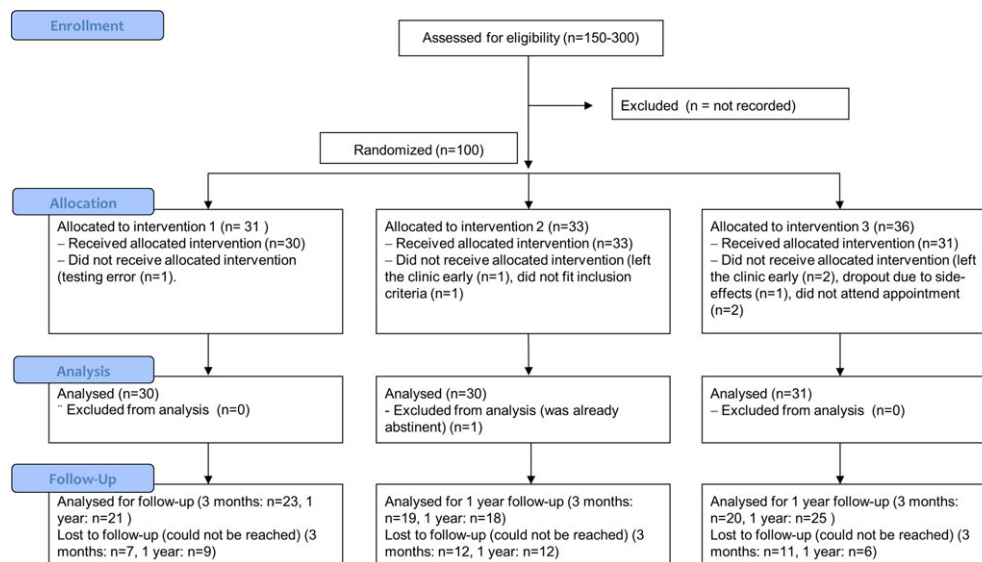 Enrollment
Assessed for eligibility (n=150-300)
Excluded (n = not recorded)
Randomized (n=100)
Allocation
Allocated to intervention 1 (n= 31 )
– Received allocated intervention (n=30)
– Did not receive allocated intervention
(testing error (n=1).
Allocated to intervention 2 (n=33)
– Received allocated intervention (n=33)
– Did not receive allocated intervention (left
the clinic early (n=1), did not fit inclusion
criteria (n=1)
Allocated to intervention 3 (n=36)
– Received allocated intervention (n=31)
– Did not receive allocated intervention (left
the clinic early (n=2), dropout due to side-
effects (n=1), did not attend appointment
(n=2)
Analysis
Analysed (n=30)
¨ Excluded from analysis (n=0)
Analysed (n=30)
- Excluded from analysis (was already
abstinent) (n=1)
Analysed (n=31)
– Excluded from analysis (n=0)
Follow-Up
Analysed for follow-up (3 months: n=23, 1
year: n=21 )
Lost to follow-up (could not be reached) (3
months: n=7, 1 year: n=9)
Analysed for 1 year follow-up (3 months:
n=19, 1 year: n=18)
Lost to follow-up (could not be reached) (3
months: n=12, 1 year: n=12)
Analysed for 1 year follow-up (3 months:
n=20, 1 year: n=25 )
Lost to follow-up (could not be reached) (3
months: n=11, 1 year: n=6)